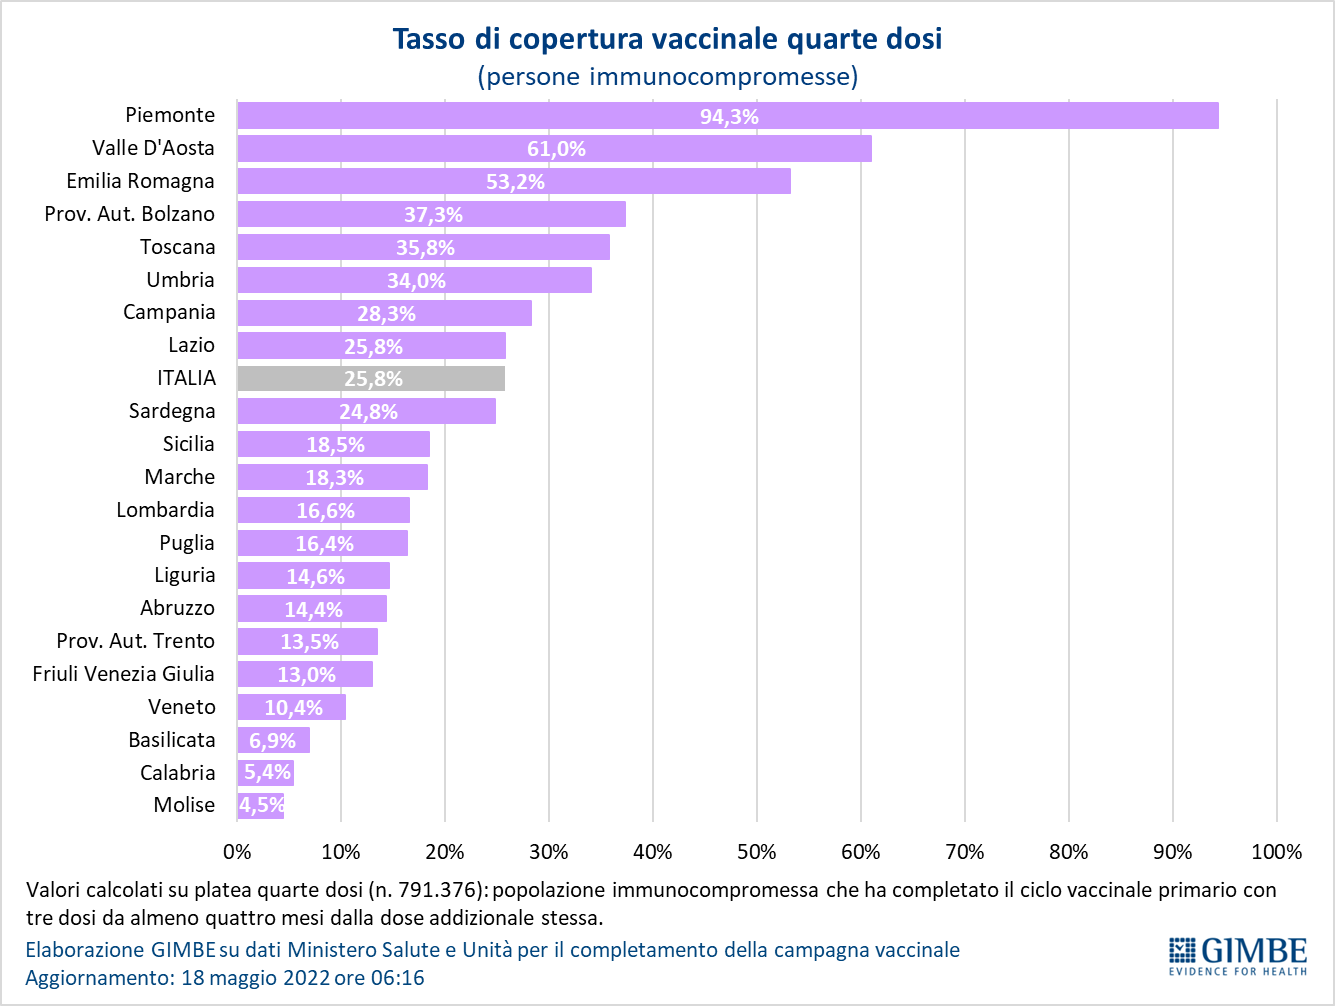 Tasso di copertura vaccinale quarte dosi
(persone immunocompromesse)
Piemonte 94,3%
Valle D'Aosta 61,0%
Emilia Romagna 53,2%
Prov. Aut. Bolzano 37,3%
Toscana 35,8%
Umbria 34,0%
Campania 28,3%
Lazio 25,8%
ITALIA 25,8%
Sardegna 24,8%
Sicilia 18,5%
Marche 18,3%
Lombardia 16,6%
Puglia 16,4%
Liguria 14,6%
Abruzzo 14,4%
Prov. Aut. Trento 13,5%
Friuli Venezia Giulia 13,0%
Veneto 10,4%
Basilicata 6,9%
Calabria 5,4%
Molise 4,5%
0% 10% 20% 30% 40% 50% 60% 70% 80% 90% 100%
Valori calcolati su platea quarte dosi (n. 791.376): popolazione immunocompromessa che ha completato il ciclo vaccinale primario con
tre dosi da almeno quattro mesi dalla dose addizionale stessa.
Elaborazione GIMBE su dati Ministero Salute e Unità per il completamento della campagna vaccinale
Aggiornamento: 18 maggio 2022 ore 06:16
GIMBE
EVIDENCE FOR HEALTH